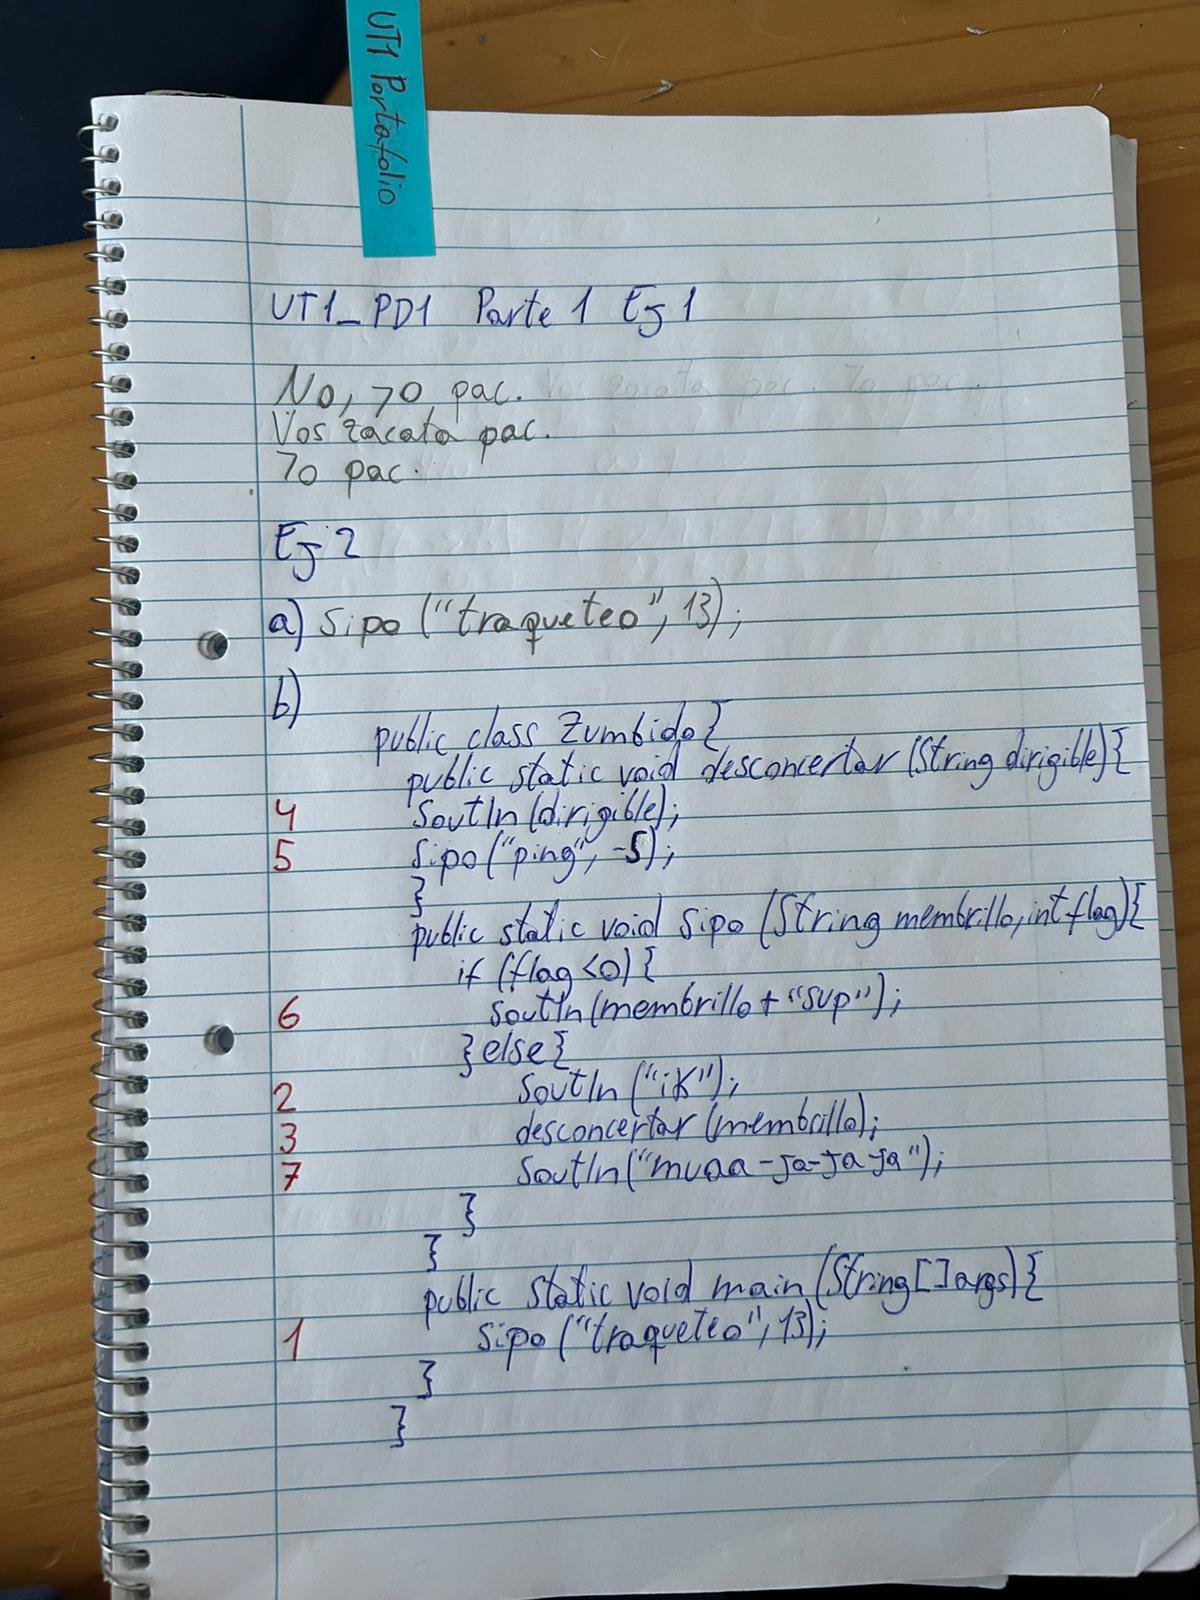 UT1 Portafolio
UT1_PD1 Parte 1 Ej 1
No, yo pac.
Vos zacata pac.
Yo pac.
Ej 2
a) Sipo ("traqueteo", 13);
b)
public class Zumbido {
public static void desconcertar (String dirigible) {
4 Soutln (dirigible);
5 Sipo ("ping", -5);
}
public static void Sipo (String membrillo, int flag) {
if (flag <0) {
6 Soutln (membrillo + "sup");
} else {
2 Soutln ("ik");
3 desconcertar (membrillo);
7 Soutln ("muaa-ja-ja-ja");
}
}
public static void main (String [] args) {
1 Sipo ("traqueteo", 13);
}
}